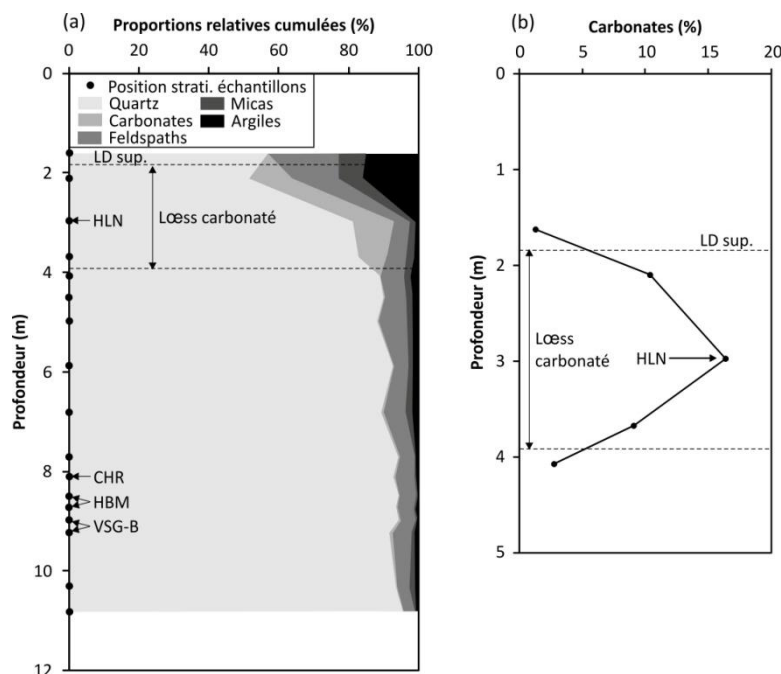 (a)
Proportions relatives cumulées (%)
0 20 40 60 80 100
0
2
4
6
8
10
12
Profondeur (m)
Position strati. échantillons
Quartz
Micas
Carbonates
Argiles
Feldspaths
LD sup.
HLN
Lœss carbonaté
CHR
HBM
VSG-B
(b)
Carbonates (%)
0 5 10 15 20
0
1
2
3
4
5
Profondeur (m)
LD sup.
Lœss
carbonaté
HLN